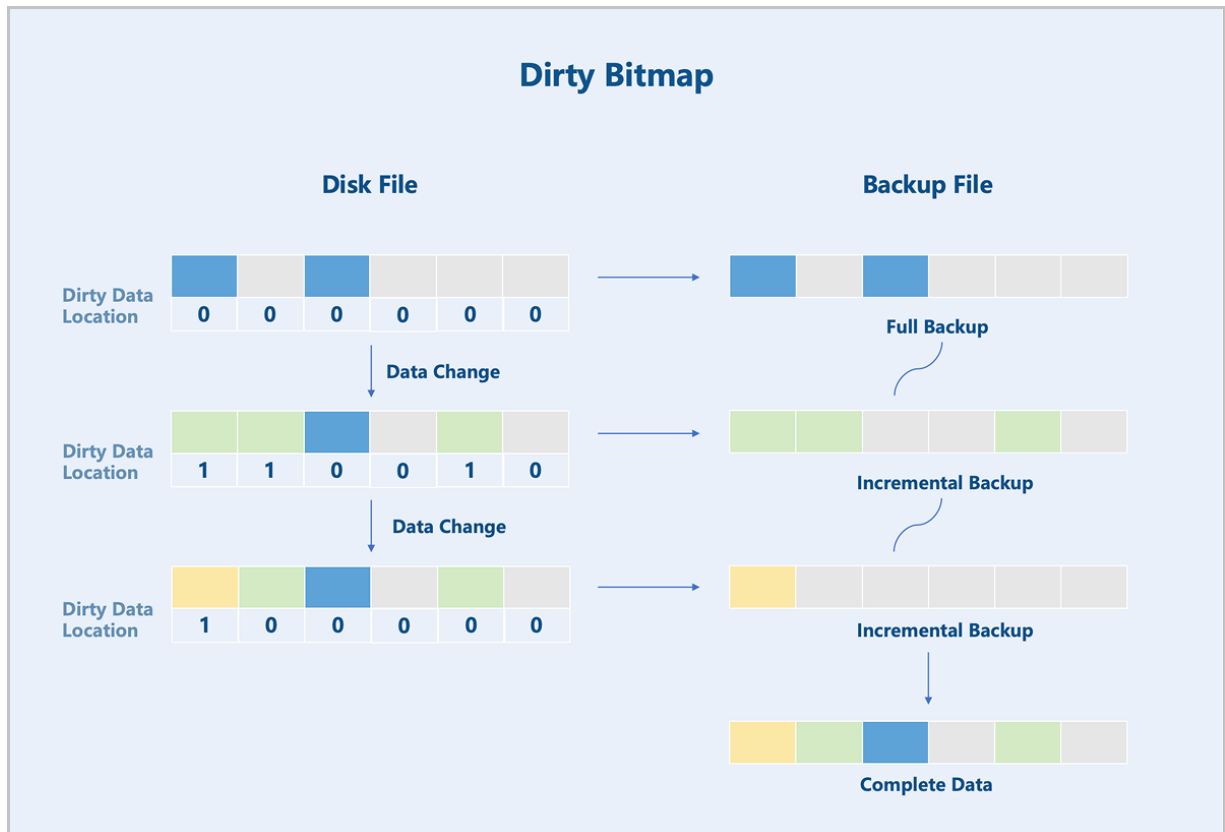 Dirty Bitmap
Disk File
Backup File
Dirty Data
Location
0 0 0 0 0 0
Full Backup
Data Change
Dirty Data
Location
1 1 0 0 1 0
Incremental Backup
Data Change
Dirty Data
Location
1 0 0 0 0 0
Incremental Backup
Complete Data